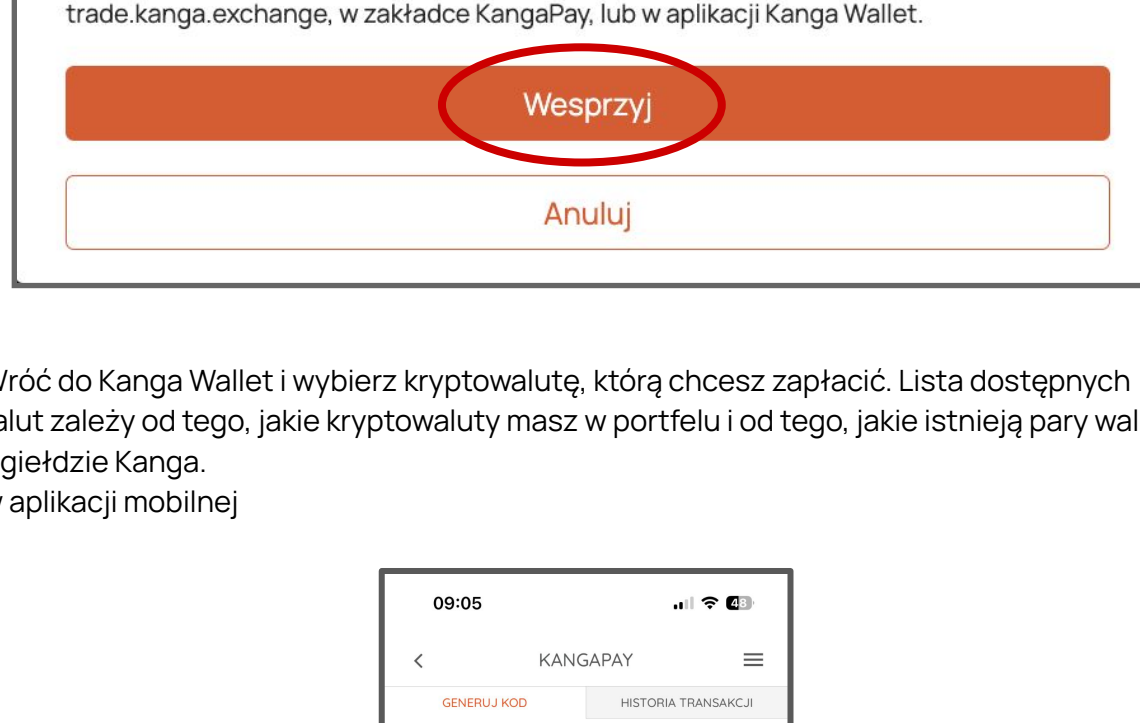 trade.kanga.exchange, w zakładce KangaPay, lub w aplikacji Kanga Wallet.
Wesprzyj
Anuluj
Wróć do Kanga Wallet i wybierz kryptowalutę, którą chcesz zapłacić. Lista dostępnych
alut zależy od tego, jakie kryptowaluty masz w portfelu i od tego, jakie istnieją pary wal
giełdzie Kanga.
w aplikacji mobilnej
09:05 48
KANGAPAY
GENERUJ KOD HISTORIA TRANSAKCJI